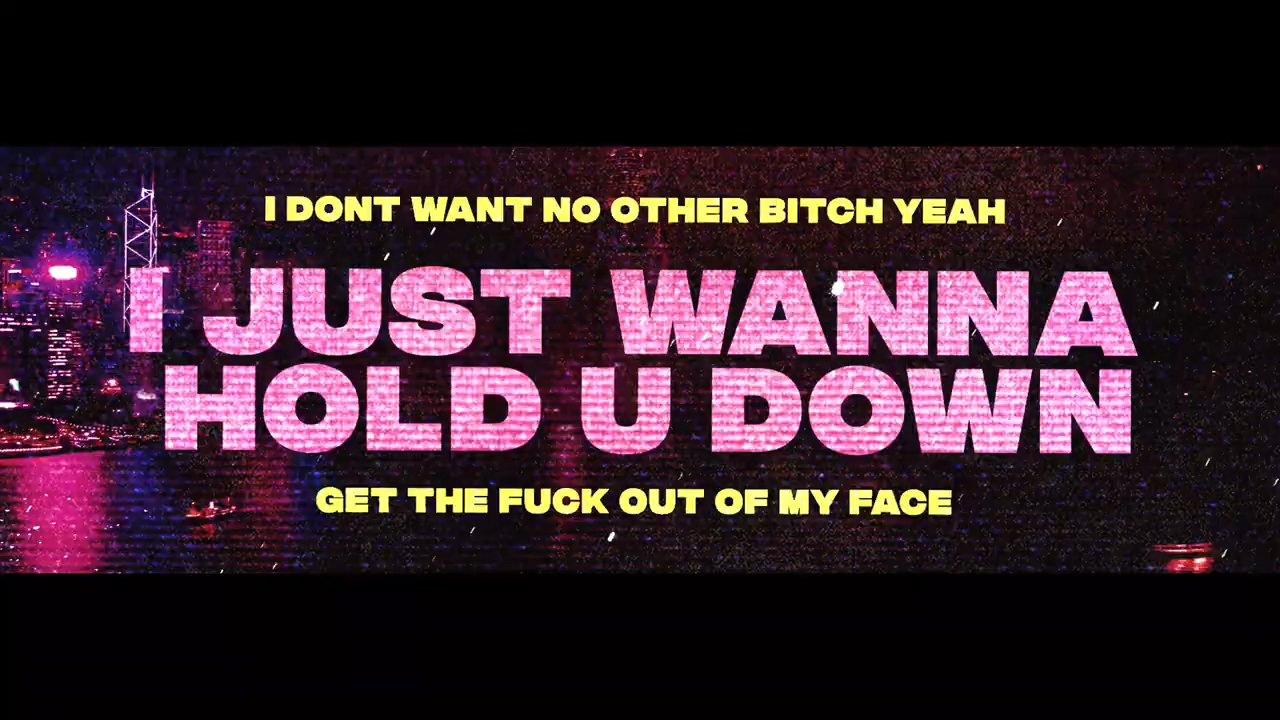 I DONT WANT NO OTHER BITCH YEAH
I JUST WANNA
HOLD U DOWN
GET THE FUCK OUT OF MY FACE